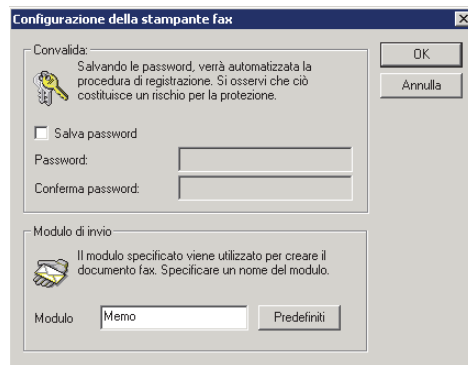 Configurazione della stampante fax
Convalida:
Salvando le password, verrà automatizzata la
procedura di registrazione. Si osservi che ciò
costituisce un rischio per la protezione.
Salva password
Password:
Conferma password:
OK
Annulla
Modulo di invio
Il modulo specificato viene utilizzato per creare il
documento fax. Specificare un nome del modulo.
Modulo Memo Predefiniti